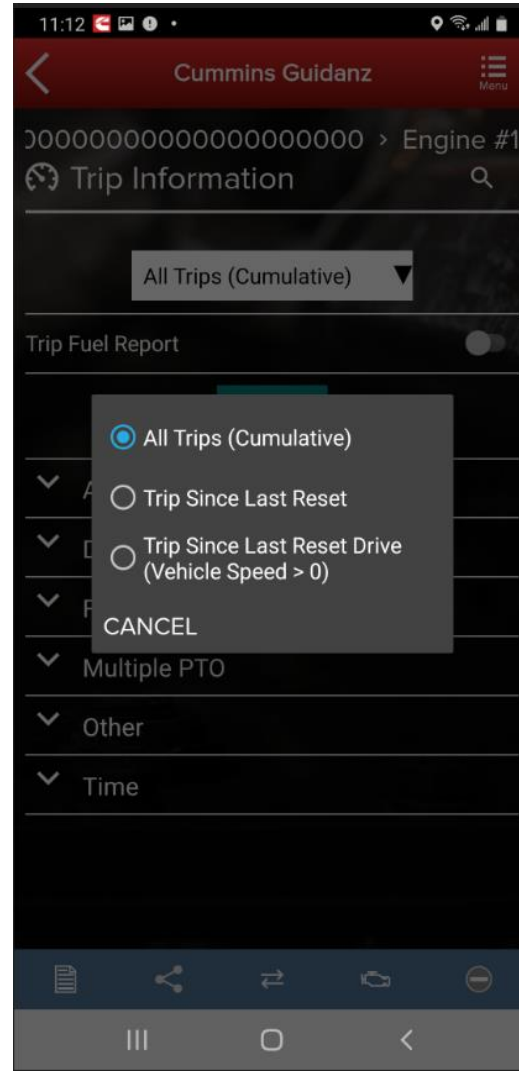 11:12
Cummins Guidanz
Menu
00000000000000000000 > Engine #1
Trip Information
All Trips (Cumulative)
Trip Fuel Report
All Trips (Cumulative)
Trip Since Last Reset
Trip Since Last Reset Drive
(Vehicle Speed > 0)
CANCEL
Multiple PTO
Other
Time